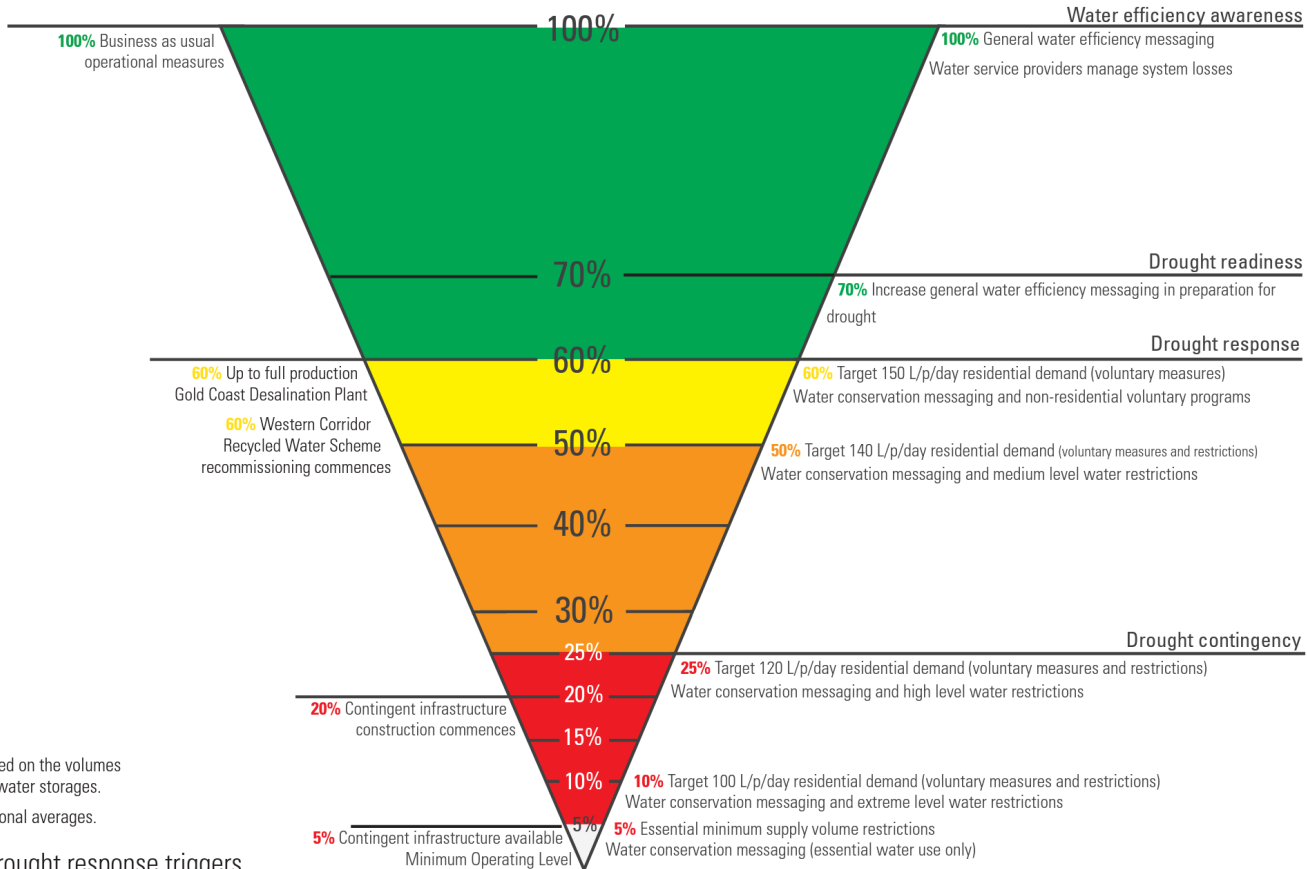 Water efficiency awareness
100%
100% Business as usual
operational measures
100% General water efficiency messaging
Water service providers manage system losses
Drought readiness
70%
70% Increase general water efficiency messaging in preparation for
drought
Drought response
60%
60% Up to full production
Gold Coast Desalination Plant
60% Western Corridor
Recycled Water Scheme
recommissioning commences
60% Target 150 L/p/day residential demand (voluntary measures)
Water conservation messaging and non-residential voluntary programs
50%
50% Target 140 L/p/day residential demand (voluntary measures and restrictions)
Water conservation messaging and medium level water restrictions
40%
30%
Drought contingency
25%
25% Target 120 L/p/day residential demand (voluntary measures and restrictions)
Water conservation messaging and high level water restrictions
20%
20% Contingent infrastructure
construction commences
15%
10%
10% Target 100 L/p/day residential demand (voluntary measures and restrictions)
Water conservation messaging and extreme level water restrictions
5%
5% Contingent infrastructure available
Minimum Operating Level
5% Essential minimum supply volume restrictions
Water conservation messaging (essential water use only)
on the volumes
water storages.
averages.
response triggers